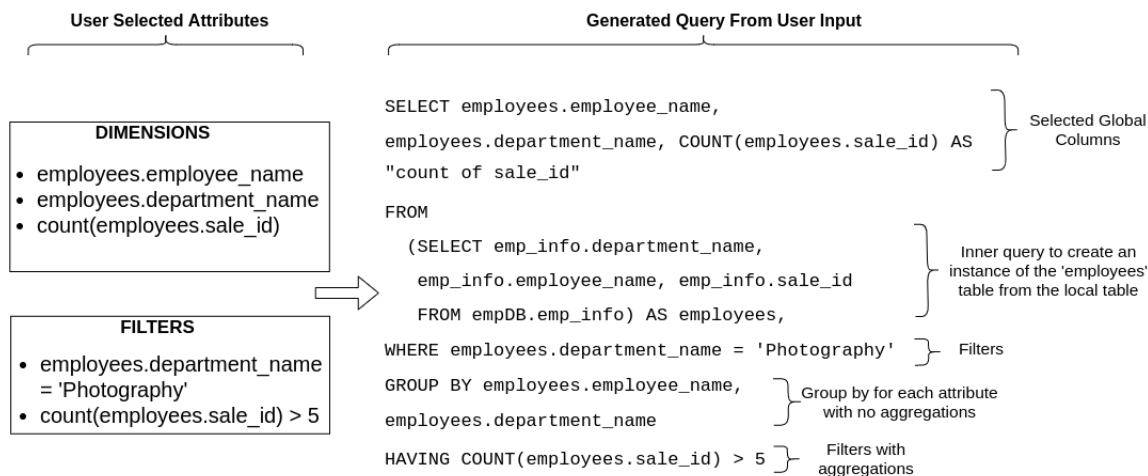 User Selected Attributes
Generated Query From User Input
DIMENSIONS
• employees.employee_name
• employees.department_name
• count(employees.sale_id)
FILTERS
• employees.department_name
= 'Photography'
• count(employees.sale_id) > 5
SELECT employees.employee_name,
employees.department_name, COUNT(employees.sale_id) AS
"count of sale_id"
Selected Global
Columns
FROM
(SELECT emp_info.department_name,
emp_info.employee_name, emp_info.sale_id
FROM empDB.emp_info) AS employees,
Inner query to create an
instance of the 'employees'
table from the local table
WHERE employees.department_name = 'Photography'
Filters
GROUP BY employees.employee_name,
employees.department_name
Group by for each attribute
with no aggregations
HAVING COUNT(employees.sale_id) > 5
Filters with
aggregations